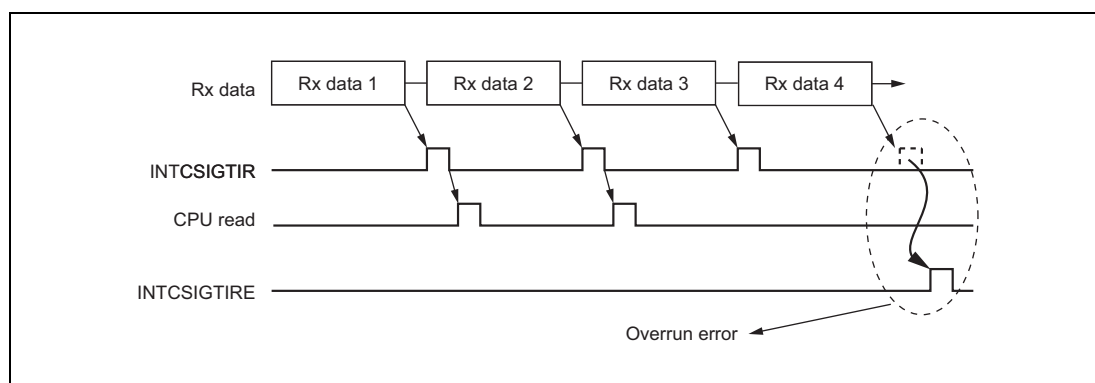 Rx data
Rx data 1
Rx data 2
Rx data 3
Rx data 4
INTCSIGTIR
CPU read
INTCSIGTIRE
Overrun error